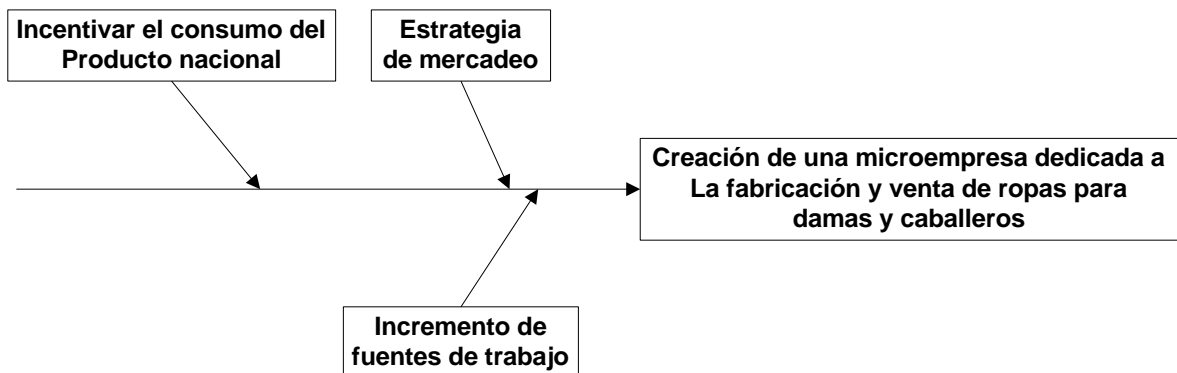 Incentivar el consumo del
Producto nacional
Estrategia
de mercadeo
Creación de una microempresa dedicada a
La fabricación y venta de ropas para
damas y caballeros
Incremento de
fuentes de trabajo